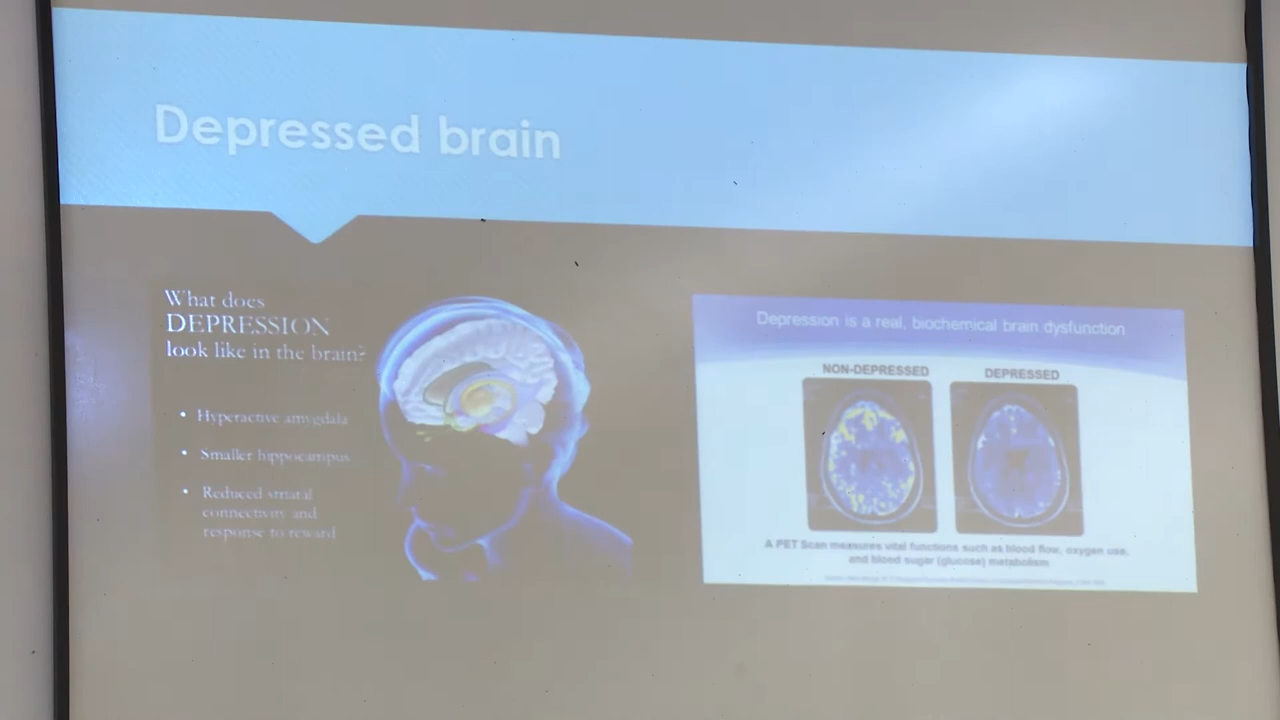 Depressed brain
What does
DEPRESSION
look like in the brain?
• Hyperactive amygdala
• Smaller hippocampus
• Reduced striatal
connectivity and
response to reward
Depression is a real, biochemical brain dysfunction
NON-DEPRESSED
DEPRESSED
A PET Scan measures vital functions such as blood flow, oxygen use,
and blood sugar (glucose) metabolism